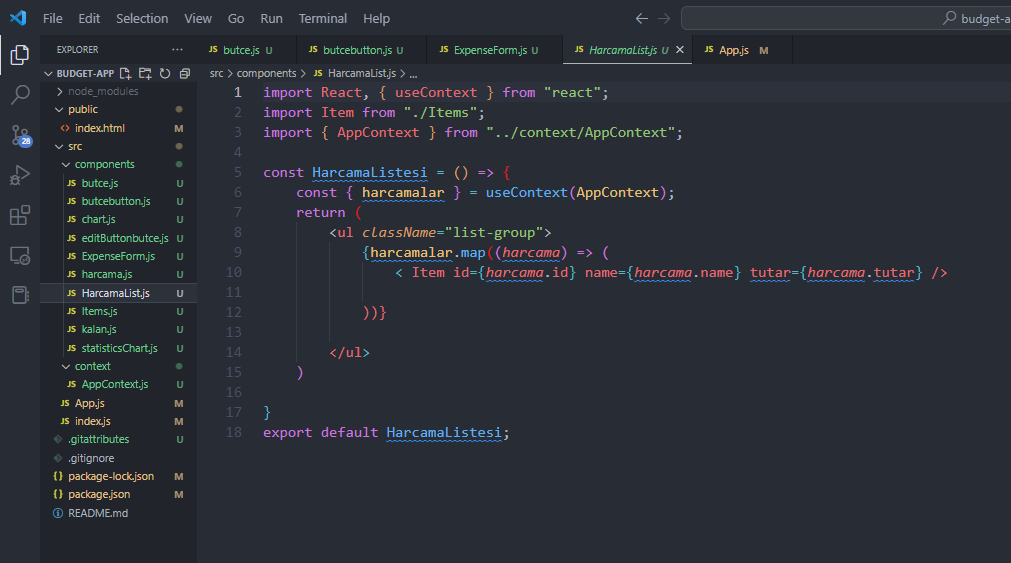 File Edit Selection View Go Run Terminal Help budget-a
EXPLORER ...
butce.js U butcebutton.js U ExpenseForm.js U HarcamaList.js U App.js M
BUDGET-APP
src > components > JS HarcamaList.js > ...
node_modules
public
index.html M
src
components
JS butce.js U
JS butcebutton.js U
JS chart.js U
JS editButtonbutce.js U
JS ExpenseForm.js U
JS harcama.js U
JS HarcamaList.js U
JS Items.js U
JS kalan.js U
JS statisticsChart.js U
context
JS AppContext.js U
JS App.js M
JS index.js M
.gitattributes U
.gitignore
{} package-lock.json M
{} package.json M
README.md
28
1 import React, { useContext } from "react";
2 import Item from "./Items";
3 import { AppContext } from "../context/AppContext";
4
5 const HarcamaListesi = () => {
6 const { harcamalar } = useContext(AppContext);
7 return (
8 <ul className="list-group">
9 {harcamalar.map((harcama) => (
10 < Item id={harcama.id} name={harcama.name} tutar={harcama.tutar} />
11
12 ))}
13
14 </ul>
15 )
16
17 }
18 export default HarcamaListesi;